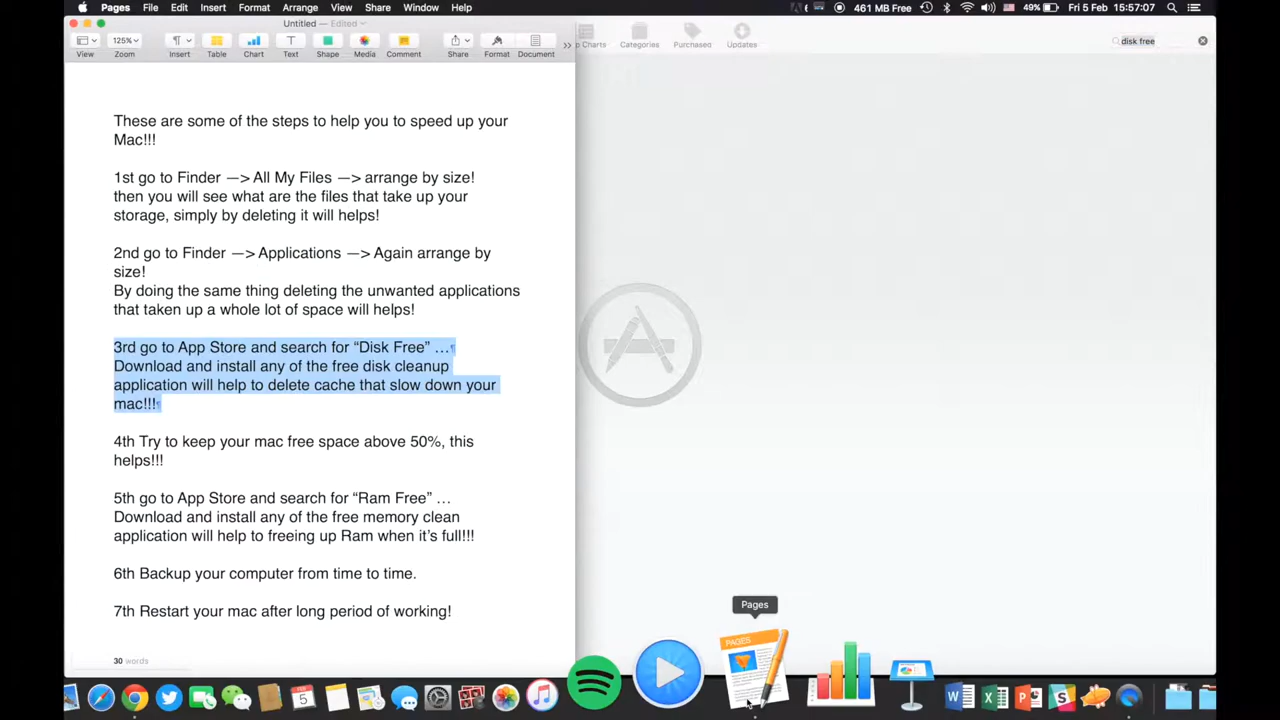 Pages File Edit Insert Format Arrange View Share Window Help 461 MB Free 49% Fri 5 Feb 15:57:07
Untitled — Edited
125%
View Zoom Insert Table Chart Text Shape Media Comment Share Format Document
p Charts Categories Purchased Updates
disk free
These are some of the steps to help you to speed up your
Mac!!!
1st go to Finder —> All My Files —> arrange by size!
then you will see what are the files that take up your
storage, simply by deleting it will helps!
2nd go to Finder —> Applications —> Again arrange by
size!
By doing the same thing deleting the unwanted applications
that taken up a whole lot of space will helps!
3rd go to App Store and search for “Disk Free” …
Download and install any of the free disk cleanup
application will help to delete cache that slow down your
mac!!!
4th Try to keep your mac free space above 50%, this
helps!!!
5th go to App Store and search for “Ram Free” …
Download and install any of the free memory clean
application will help to freeing up Ram when it’s full!!!
6th Backup your computer from time to time.
7th Restart your mac after long period of working!
30 words
Pages
PAGES
5